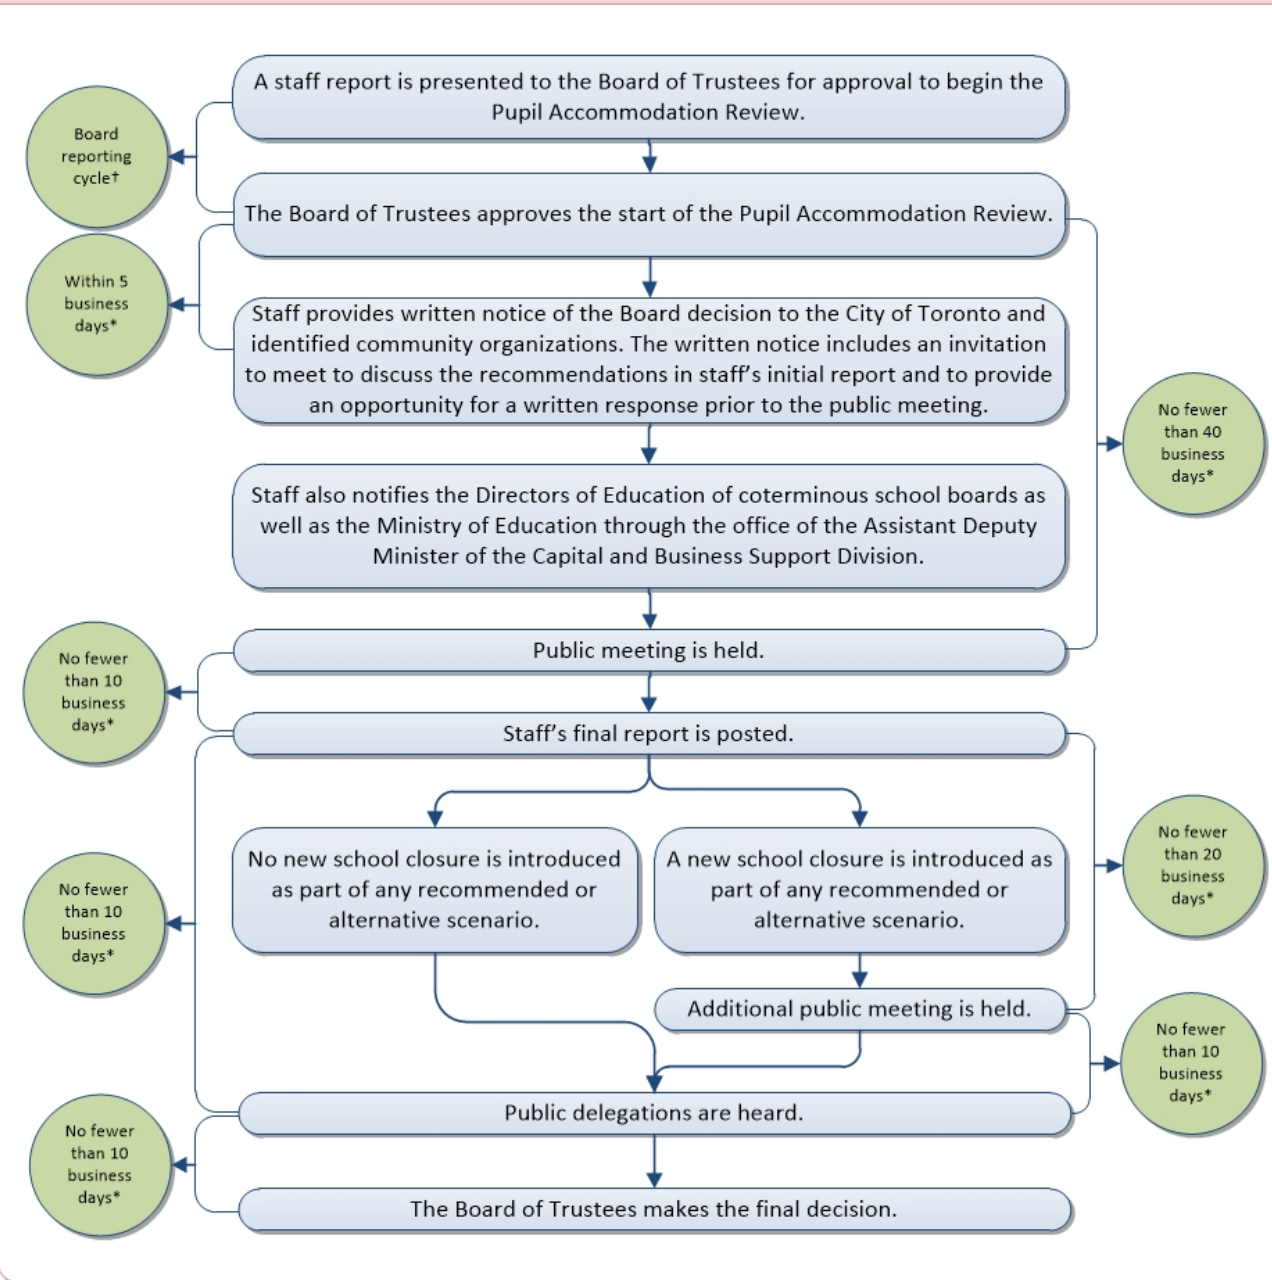 A staff report is presented to the Board of Trustees for approval to begin the
Pupil Accommodation Review.
Board
reporting
cycle†
The Board of Trustees approves the start of the Pupil Accommodation Review.
Within 5
business
days*
Staff provides written notice of the Board decision to the City of Toronto and
identified community organizations. The written notice includes an invitation
to meet to discuss the recommendations in staff's initial report and to provide
an opportunity for a written response prior to the public meeting.
No fewer
than 40
business
days*
Staff also notifies the Directors of Education of coterminous school boards as
well as the Ministry of Education through the office of the Assistant Deputy
Minister of the Capital and Business Support Division.
Public meeting is held.
No fewer
than 10
business
days*
Staff's final report is posted.
No new school closure is introduced
as part of any recommended or
alternative scenario.
A new school closure is introduced as
part of any recommended or
alternative scenario.
No fewer
than 20
business
days*
No fewer
than 10
business
days*
Additional public meeting is held.
No fewer
than 10
business
days*
Public delegations are heard.
No fewer
than 10
business
days*
The Board of Trustees makes the final decision.